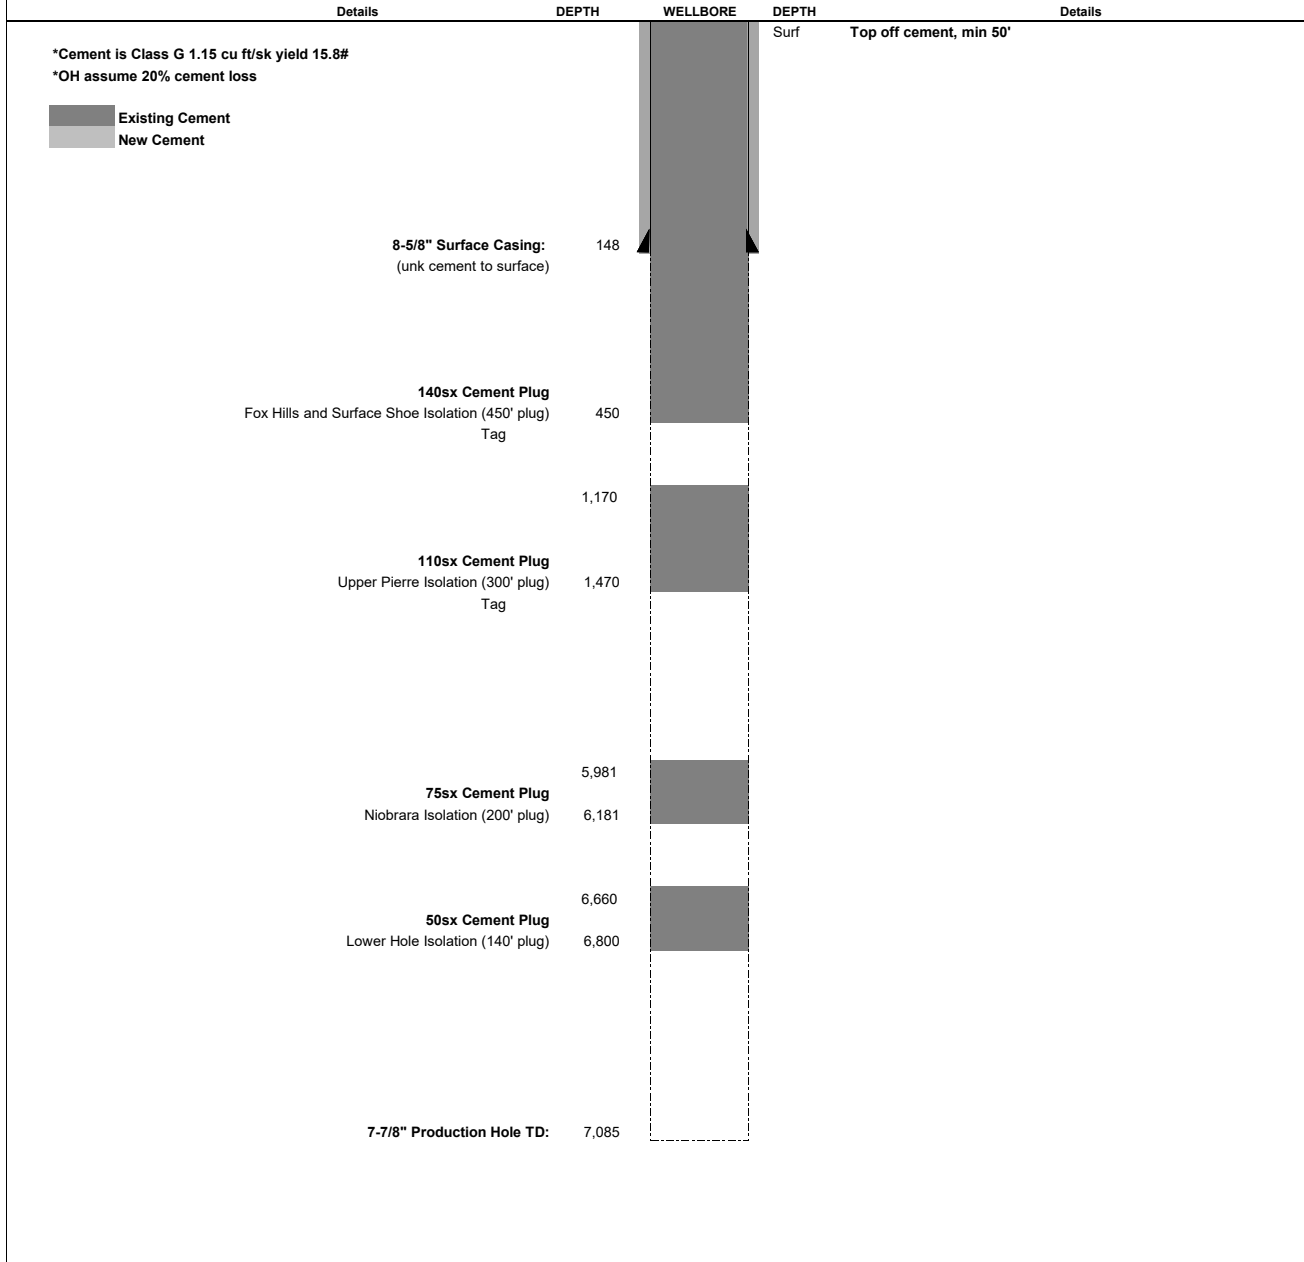 Details DEPTH WELLBORE DEPTH Details
Surf Top off cement, min 50'
*Cement is Class G 1.15 cu ft/sk yield 15.8#
*OH assume 20% cement loss
Existing Cement
New Cement
8-5/8" Surface Casing: 148
(unk cement to surface)
140sx Cement Plug
Fox Hills and Surface Shoe Isolation (450' plug) 450
Tag
1,170
110sx Cement Plug
Upper Pierre Isolation (300' plug) 1,470
Tag
5,981
75sx Cement Plug
Niobrara Isolation (200' plug) 6,181
6,660
50sx Cement Plug
Lower Hole Isolation (140' plug) 6,800
7-7/8" Production Hole TD: 7,085